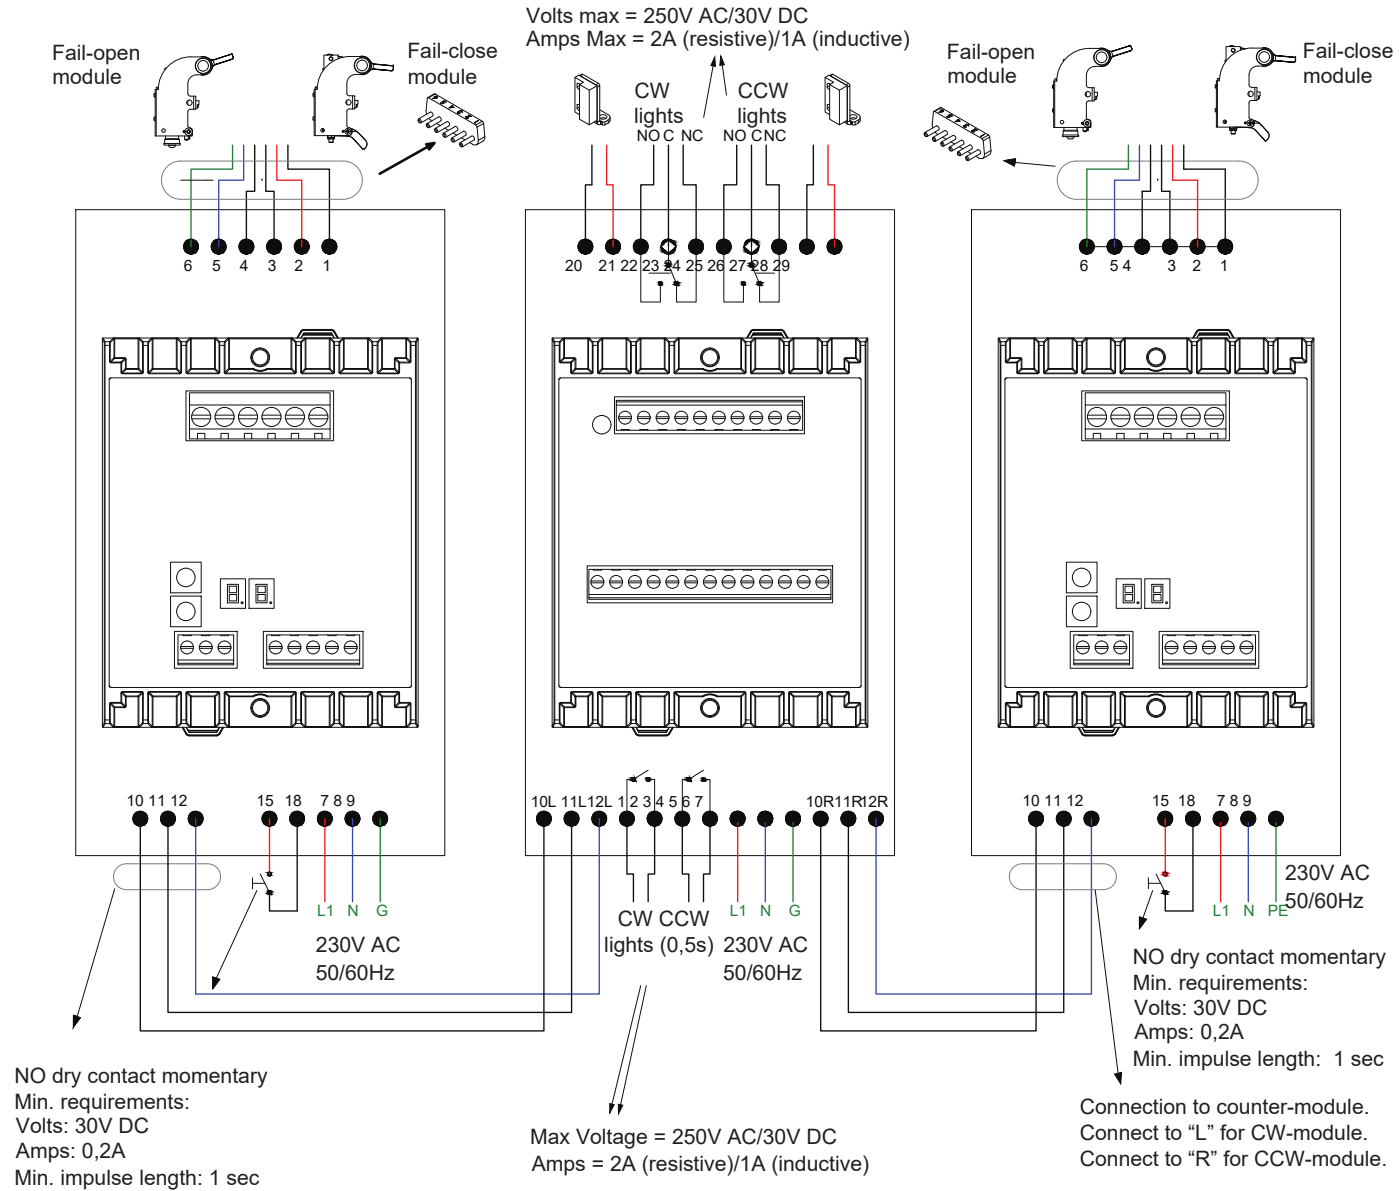 Volts max = 250V AC/30V DC
Amps Max = 2A (resistive)/1A (inductive)
Fail-open
module
Fail-close
module
CW
lights
NO C NC
CCW
lights
NO C NC
Fail-open
module
Fail-close
module
6 5 4 3 2 1
20 21 22 23 24 25 26 27 28 29
6 5 4 3 2 1
10 11 12 15 18 7 8 9
10L 11L 12L 1 2 3 4 5 6 7 10R 11R 12R
10 11 12 15 18 7 8 9
L1 N G
230V AC
50/60Hz
CW CCW
lights (0,5s)
L1 N G
230V AC
50/60Hz
L1 N PE
230V AC
50/60Hz
NO dry contact momentary
Min. requirements:
Volts: 30V DC
Amps: 0,2A
Min. impulse length: 1 sec
NO dry contact momentary
Min. requirements:
Volts: 30V DC
Amps: 0,2A
Min. impulse length: 1 sec
Max Voltage = 250V AC/30V DC
Amps = 2A (resistive)/1A (inductive)
Connection to counter-module.
Connect to “L” for CW-module.
Connect to “R” for CCW-module.